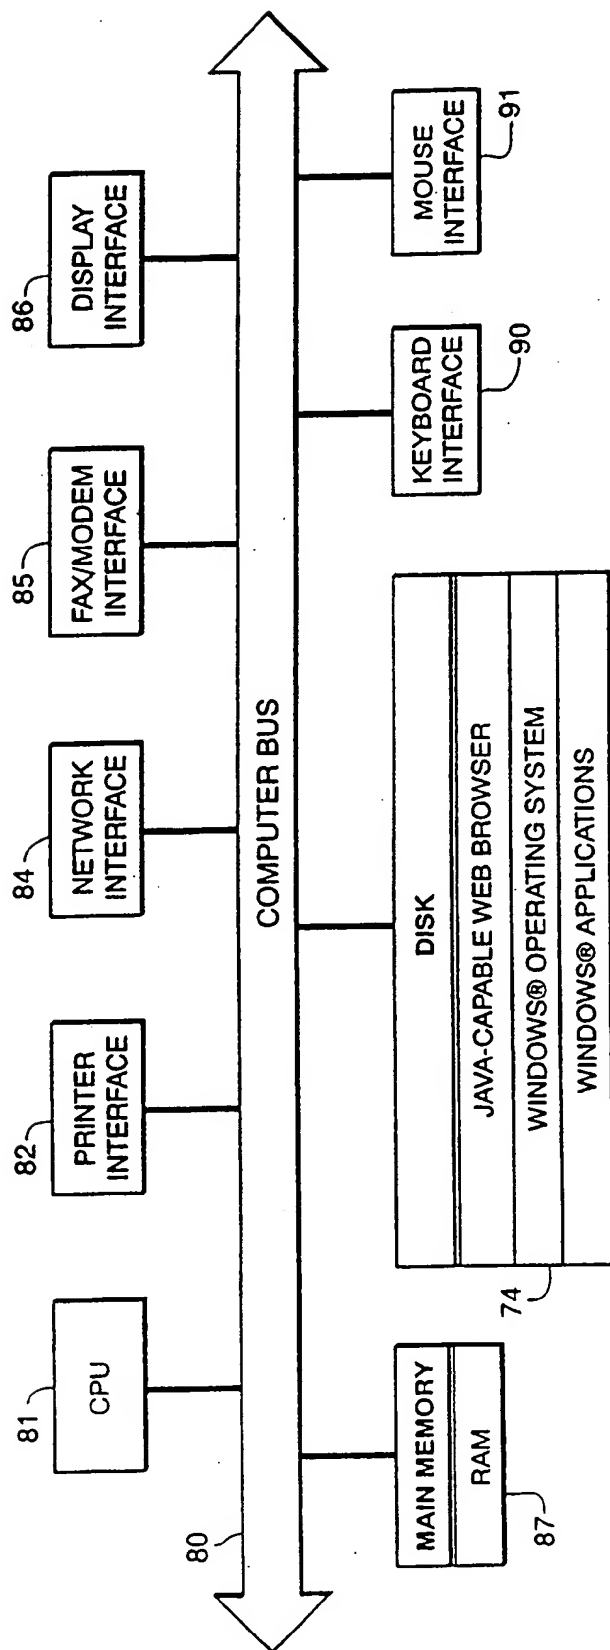 81
CPU
82
PRINTER
INTERFACE
84
NETWORK
INTERFACE
85
FAX/MODEM
INTERFACE
86
DISPLAY
INTERFACE
80
COMPUTER BUS
MAIN MEMORY
RAM
87
DISK
JAVA-CAPABLE WEB BROWSER
WINDOWS® OPERATING SYSTEM
WINDOWS® APPLICATIONS
74
KEYBOARD
INTERFACE
90
MOUSE
INTERFACE
91